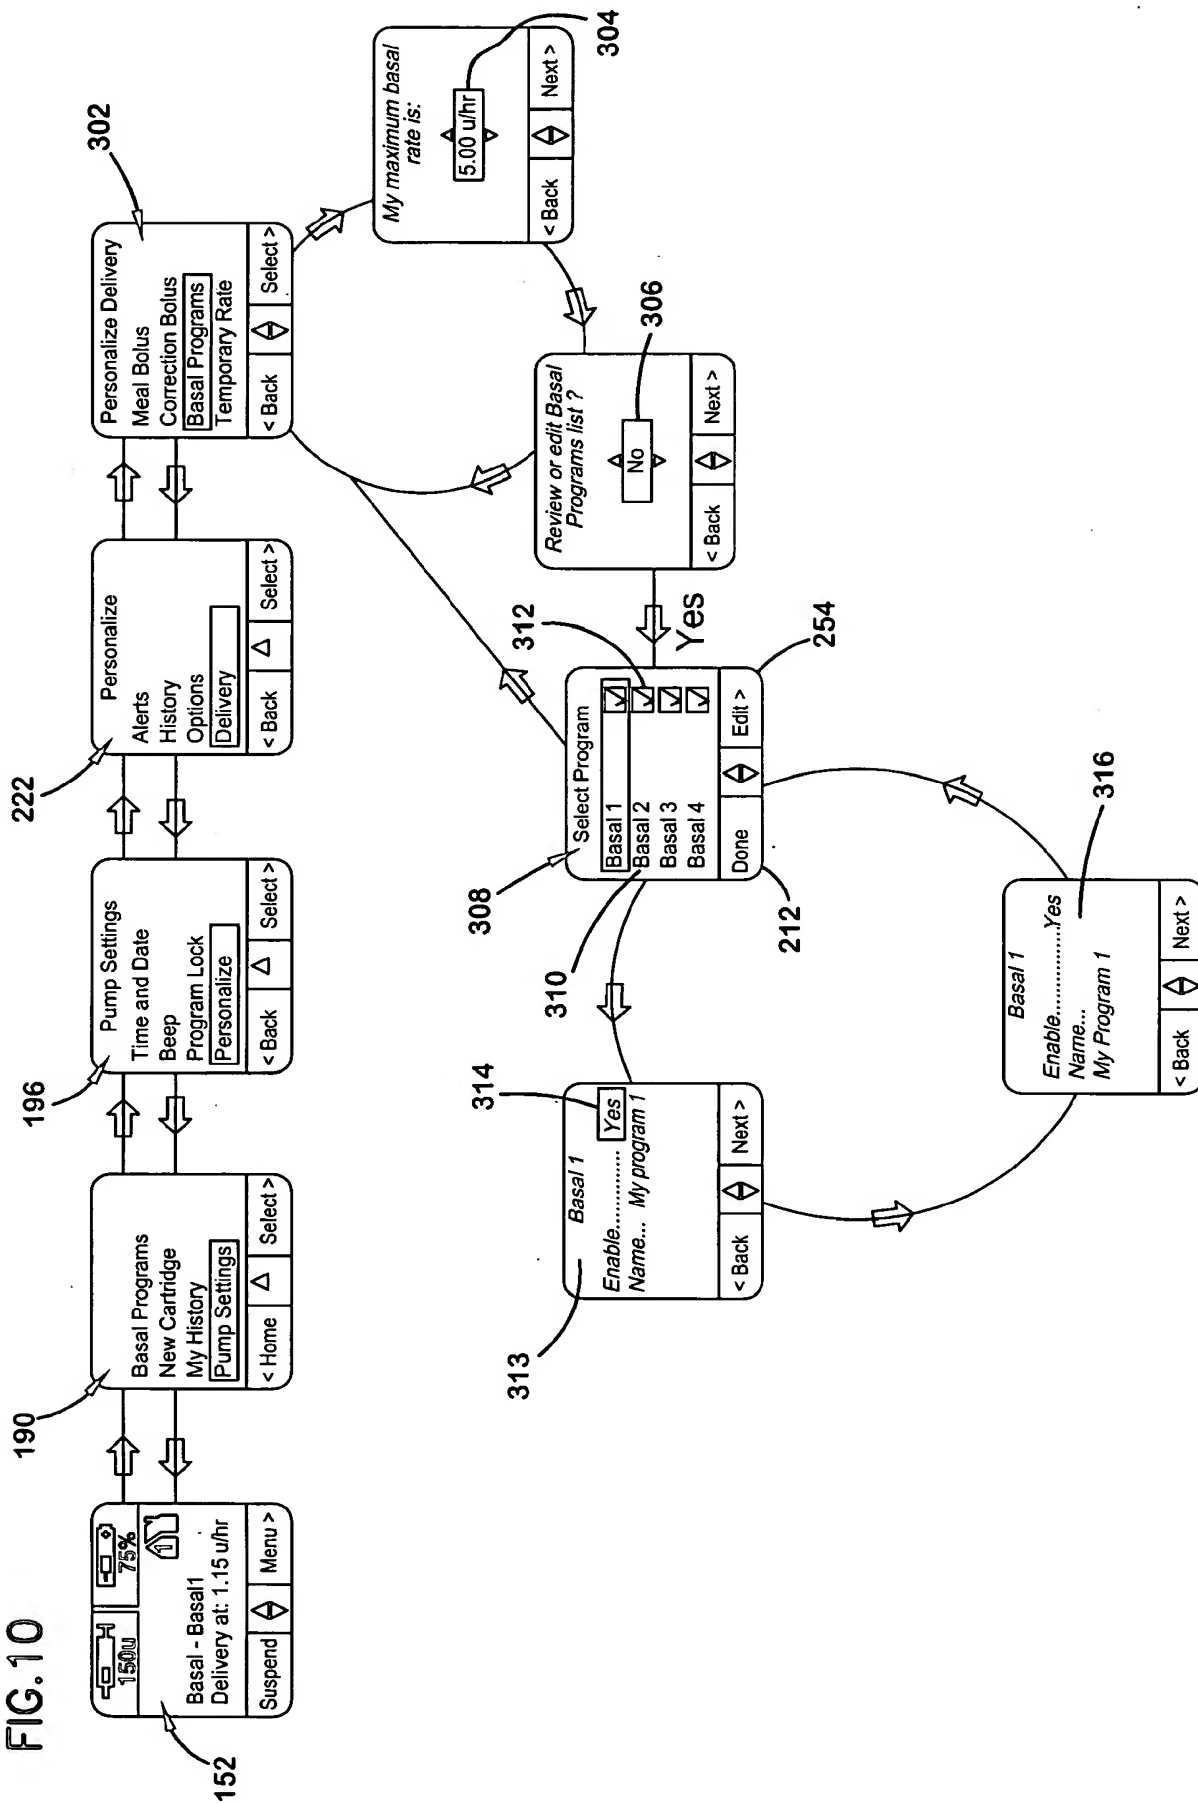 FIG.10
152
150u
75%
Basal - Basal1
Delivery at: 1.15 u/hr
Suspend
Menu >
190
Basal Programs
New Cartridge
My History
Pump Settings
< Home
Select >
196
Pump Settings
Time and Date
Beep
Program Lock
Personalize
< Back
Select >
222
Personalize
Alerts
History
Options
Delivery
< Back
Select >
302
Personalize Delivery
Meal Bolus
Correction Bolus
Basal Programs
Temporary Rate
< Back
Select >
304
My maximum basal
rate is:
5.00 u/hr
< Back
Next >
306
Review or edit Basal
Programs list ?
No
< Back
Next >
Yes
308
310
312
Select Program
Basal 1
Basal 2
Basal 3
Basal 4
Done
Edit >
212
254
313
314
Basal 1
Enable.............. Yes
Name... My program 1
< Back
Next >
316
Basal 1
Enable..............Yes
Name...
My Program 1
< Back
Next >